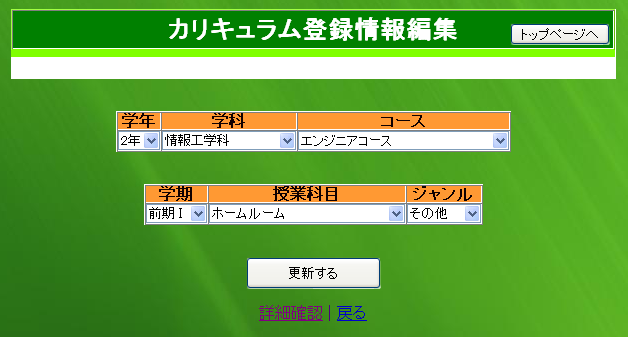 カリキュラム登録情報編集
トップページへ
学年 学科 コース
2年 情報工学科 エンジニアコース
学期 授業科目 ジャンル
前期Ⅰ ホームルーム その他
更新する
詳細確認 | 戻る